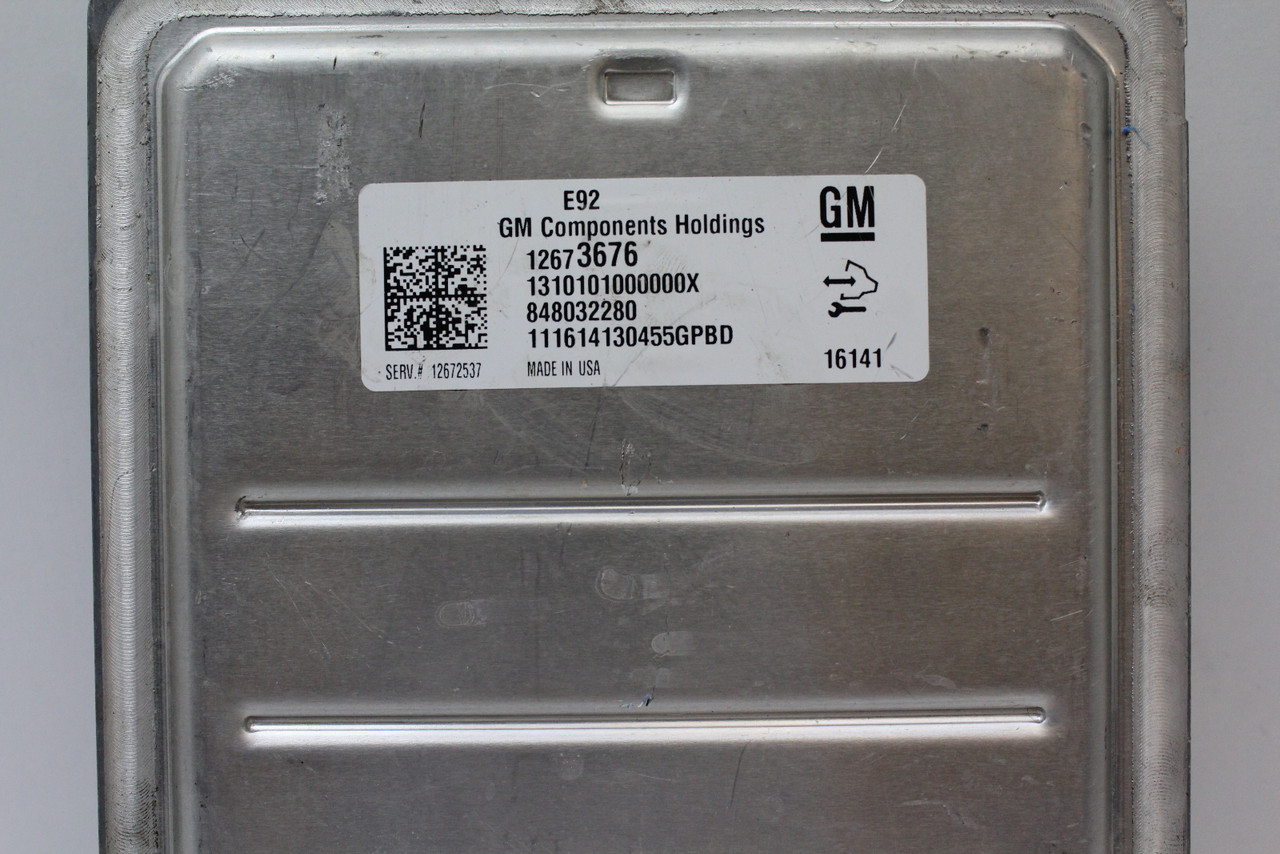 E92
GM Components Holdings
GM
12673676
1310101000000X
848032280
111614130455GPBD
SERV.# 12672537
MADE IN USA
16141